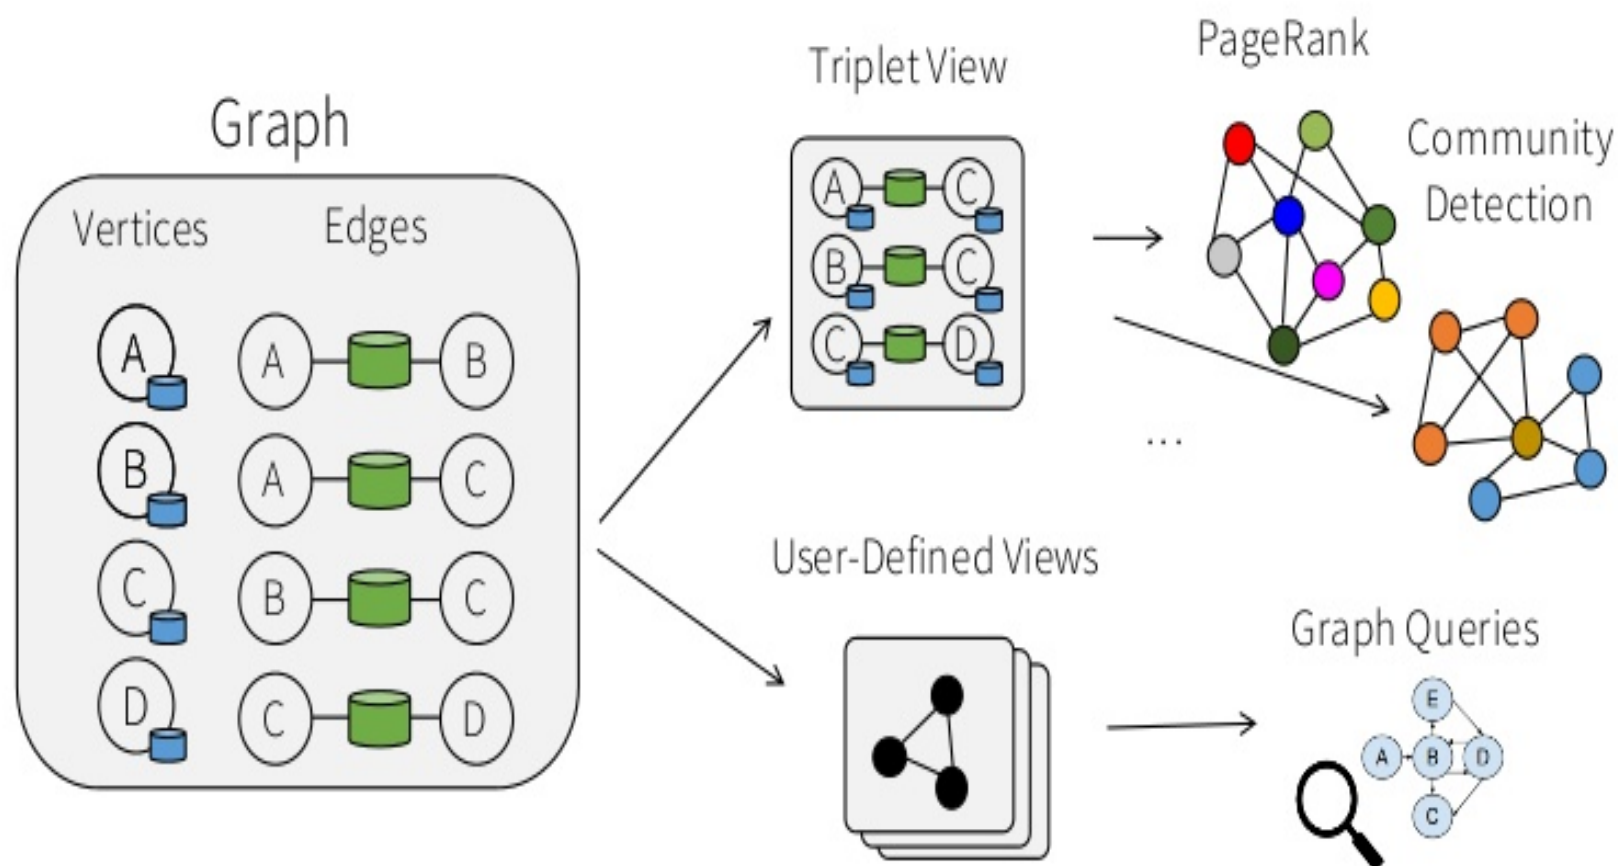 Graph
Vertices Edges
A A B
B A C
C B C
D C D
Triplet View
A C
B C
C D
PageRank
Community
Detection
...
User-Defined Views
Graph Queries
E
A B D
C